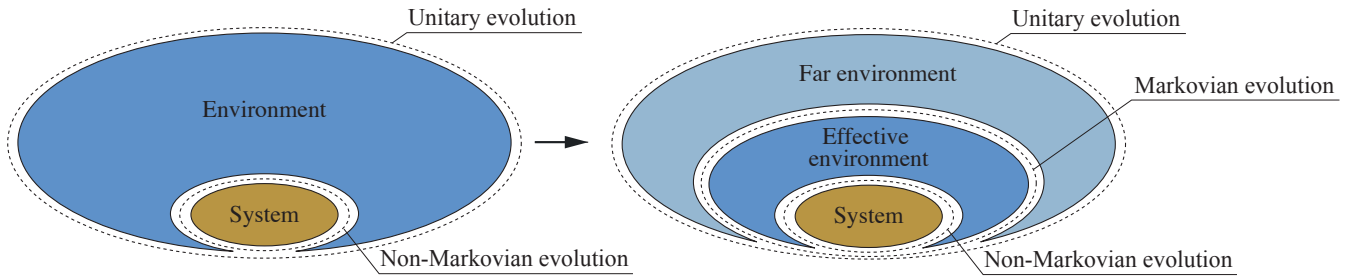 Unitary evolution
Environment
System
Non-Markovian evolution
Unitary evolution
Far environment
Markovian evolution
Effective
environment
System
Non-Markovian evolution